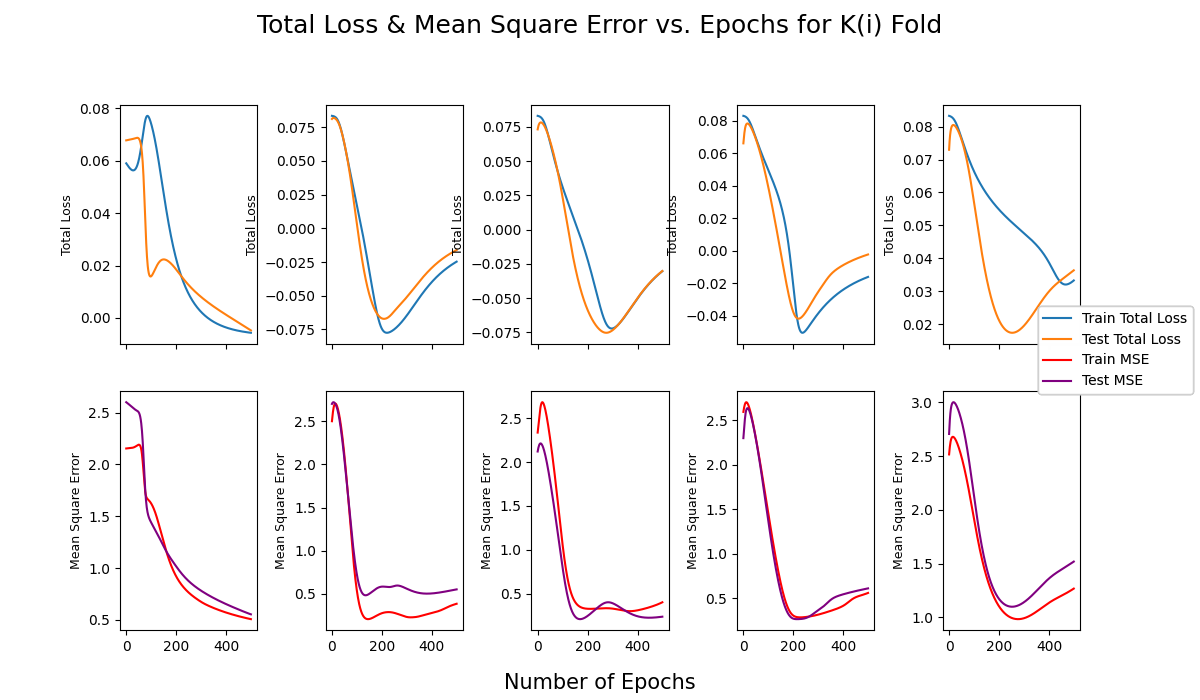 Total Loss & Mean Square Error vs. Epochs for K(i) Fold
Total Loss
0.08
0.06
0.04
0.02
0.00
Total Loss
0.075
0.050
0.025
0.000
−0.025
−0.050
−0.075
Total Loss
0.075
0.050
0.025
0.000
−0.025
−0.050
−0.075
Total Loss
0.08
0.06
0.04
0.02
0.00
−0.02
−0.04
Total Loss
0.08
0.07
0.06
0.05
0.04
0.03
0.02
Train Total Loss
Test Total Loss
Train MSE
Test MSE
Mean Square Error
2.5
2.0
1.5
1.0
0.5
0 200 400
Mean Square Error
2.5
2.0
1.5
1.0
0.5
0 200 400
Mean Square Error
2.5
2.0
1.5
1.0
0.5
0 200 400
Mean Square Error
2.5
2.0
1.5
1.0
0.5
0 200 400
Mean Square Error
3.0
2.5
2.0
1.5
1.0
0 200 400
Number of Epochs